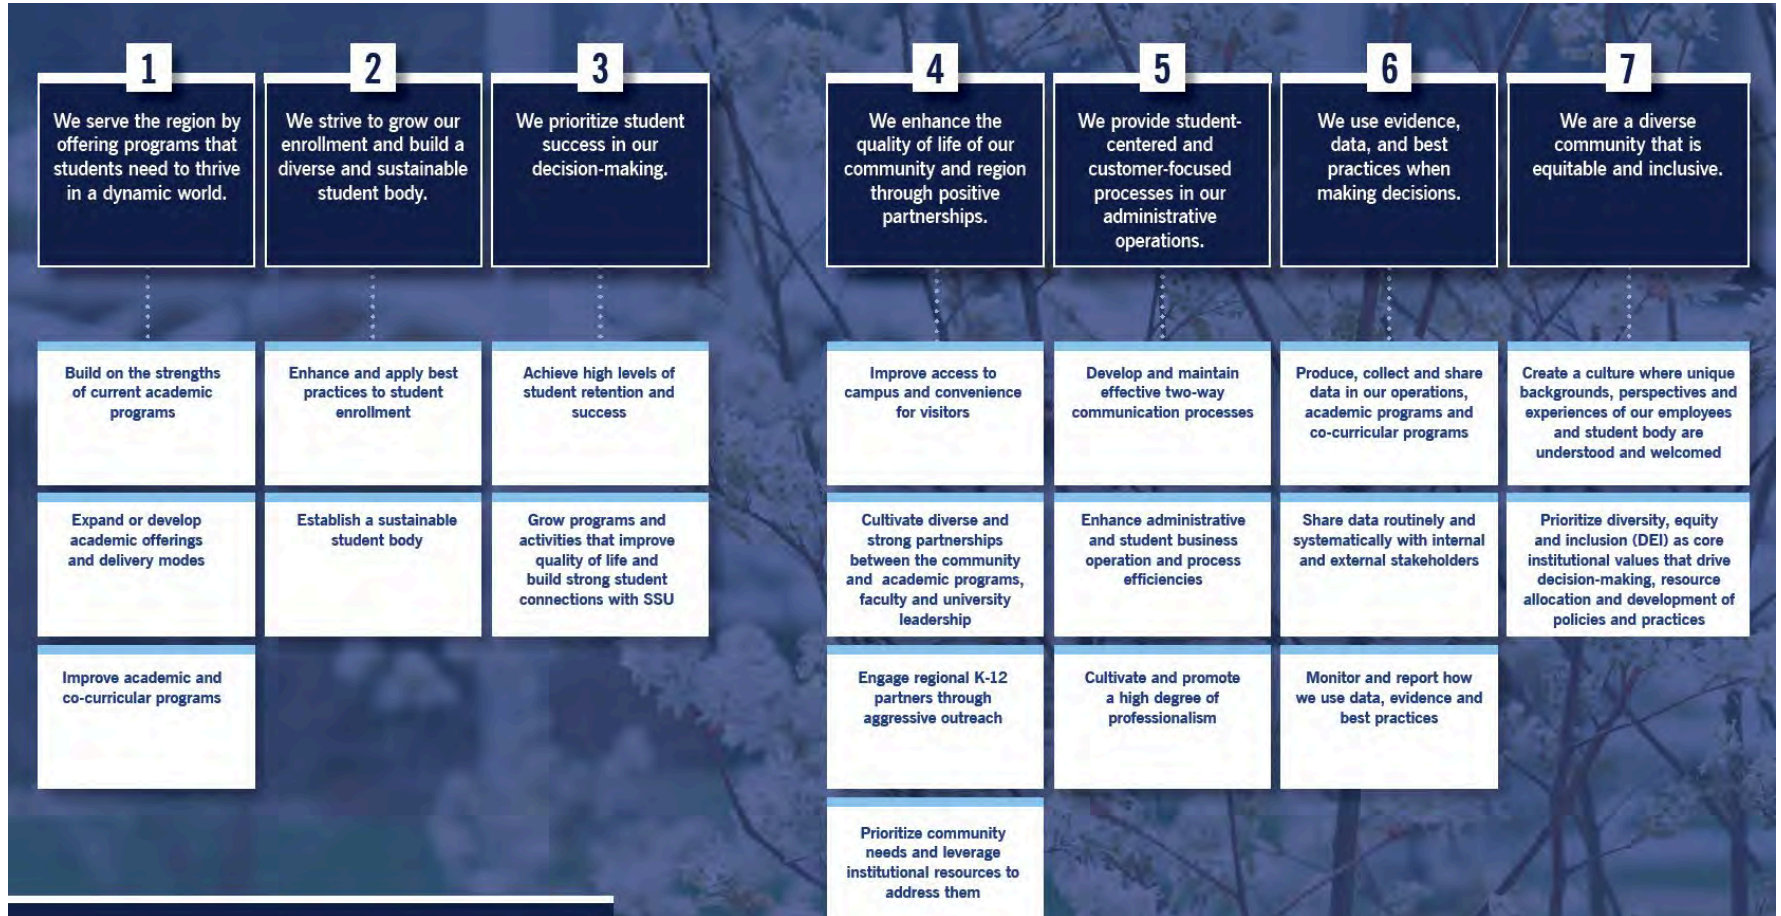 1
We serve the region by
offering programs that
students need to thrive
in a dynamic world.
Build on the strengths
of current academic
programs
Expand or develop
academic offerings
and delivery modes
Improve academic and
co-curricular programs
2
We strive to grow our
enrollment and build a
diverse and sustainable
student body.
Enhance and apply best
practices to student
enrollment
Establish a sustainable
student body
3
We prioritize student
success in our
decision-making.
Achieve high levels of
student retention and
success
Grow programs and
activities that improve
quality of life and
build strong student
connections with SSU
4
We enhance the
quality of life of our
community and region
through positive
partnerships.
Improve access to
campus and convenience
for visitors
Cultivate diverse and
strong partnerships
between the community
and academic programs,
faculty and university
leadership
Engage regional K-12
partners through
aggressive outreach
Prioritize community
needs and leverage
institutional resources to
address them
5
We provide student-
centered and
customer-focused
processes in our
administrative
operations.
Develop and maintain
effective two-way
communication processes
Enhance administrative
and student business
operation and process
efficiencies
Cultivate and promote
a high degree of
professionalism
6
We use evidence,
data, and best
practices when
making decisions.
Produce, collect and share
data in our operations,
academic programs and
co-curricular programs
Share data routinely and
systematically with internal
and external stakeholders
Monitor and report how
we use data, evidence and
best practices
7
We are a diverse
community that is
equitable and inclusive.
Create a culture where unique
backgrounds, perspectives and
experiences of our employees
and student body are
understood and welcomed
Prioritize diversity, equity
and inclusion (DEI) as core
institutional values that drive
decision-making, resource
allocation and development of
policies and practices